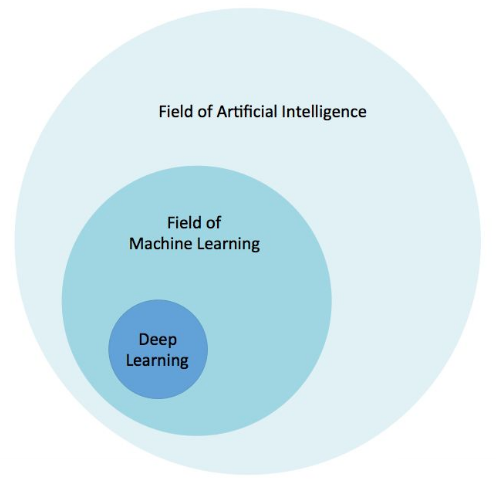 Field of Artificial Intelligence
Field of
Machine Learning
Deep
Learning